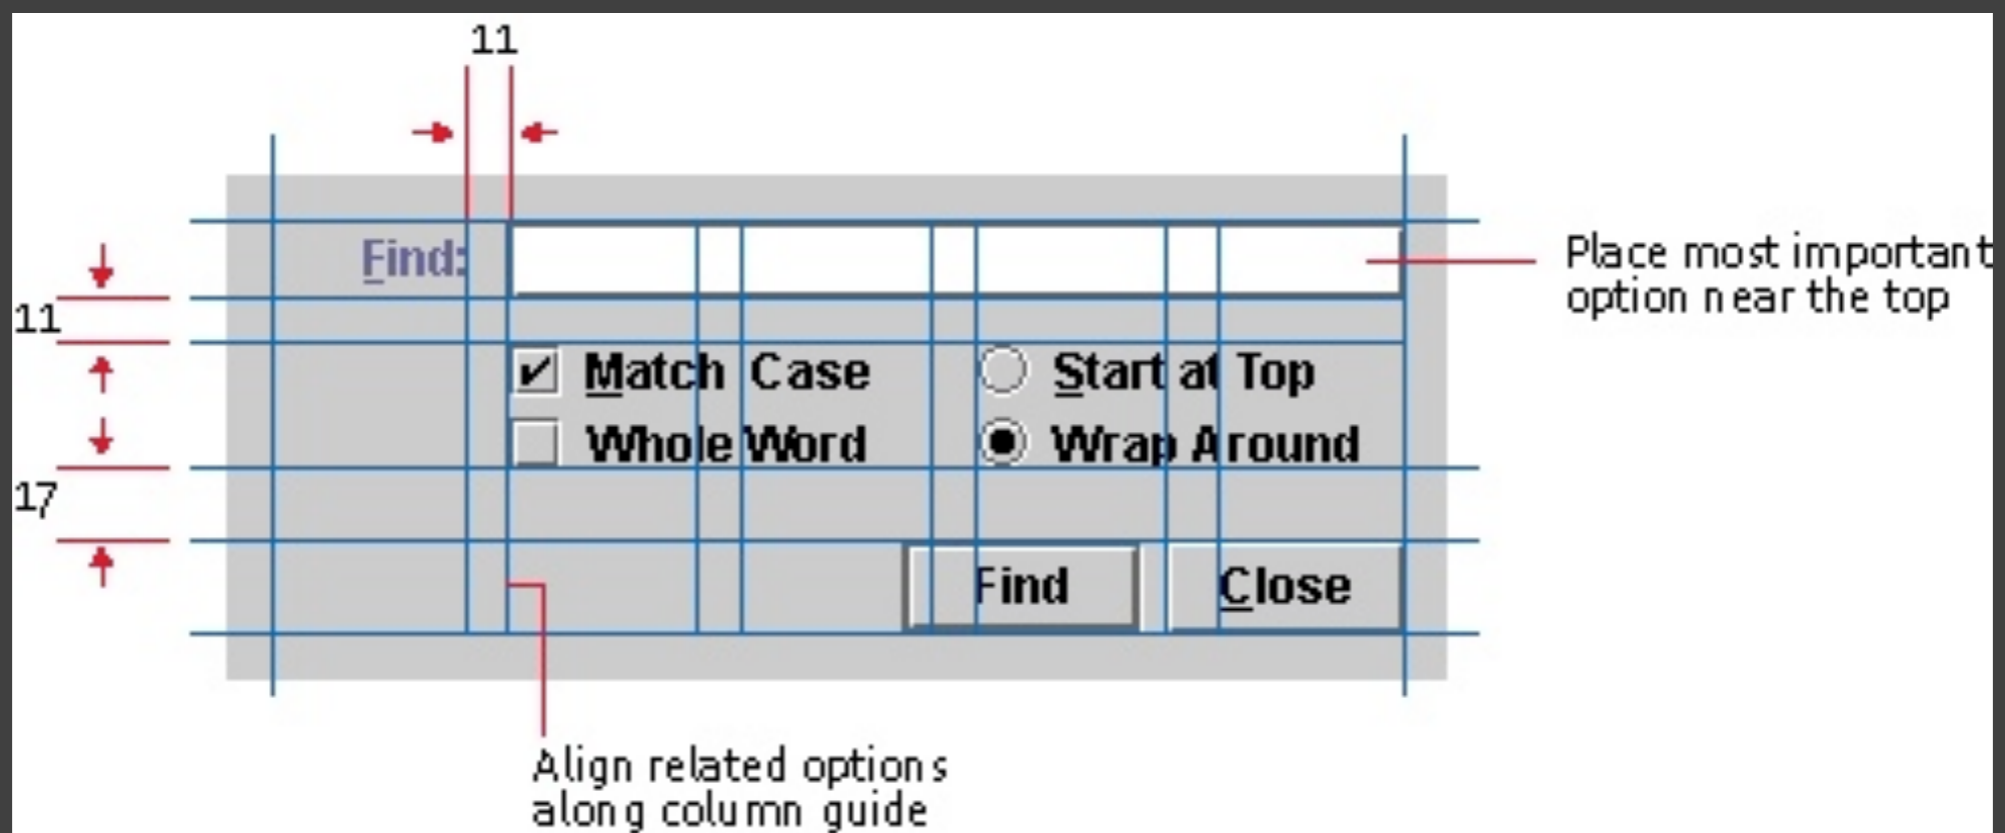 11
Find:
Place most important
option near the top
11
Match Case
Start at Top
Whole Word
Wrap Around
17
Find
Close
Align related options
along column guide